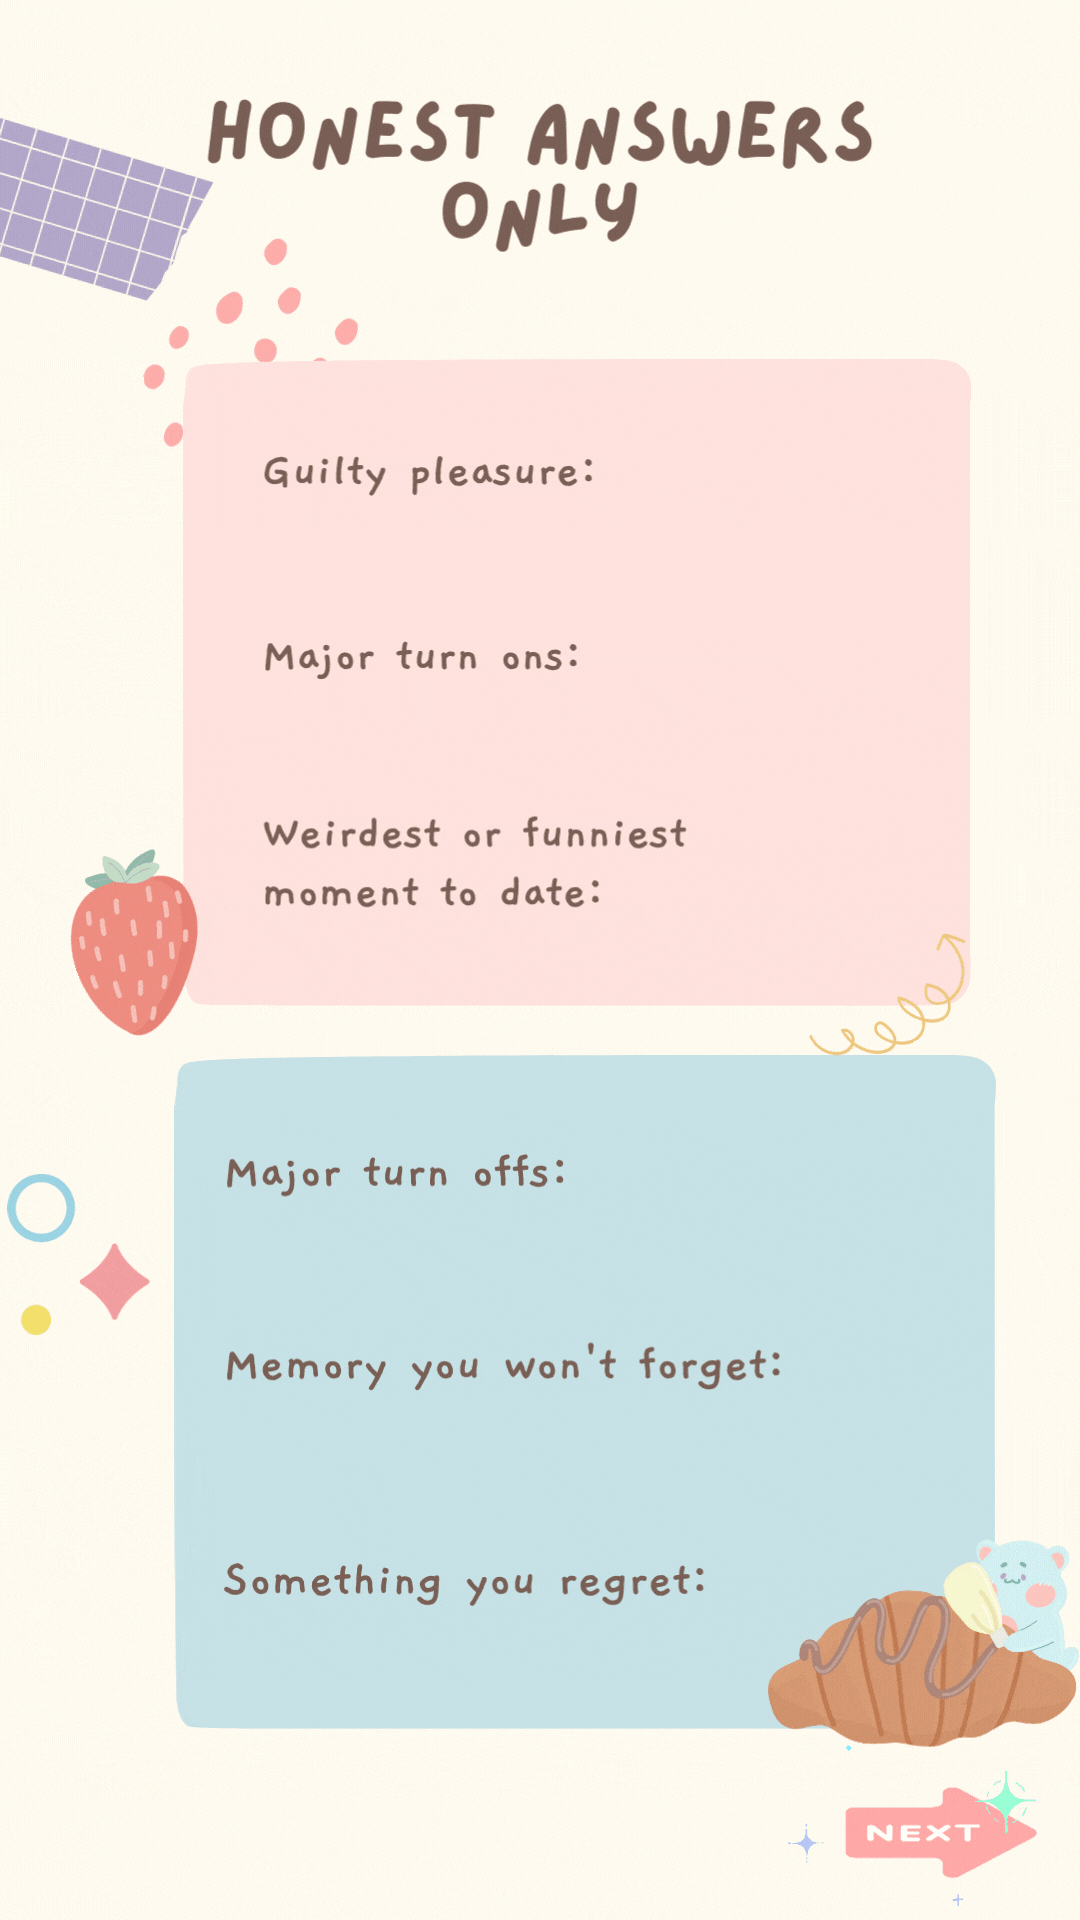 HONEST ANSWERS
ONLY
Guilty pleasure:
Major turn ons:
Weirdest or funniest
moment to date:
Major turn offs:
Memory you won't forget:
Something you regret:
NEXT